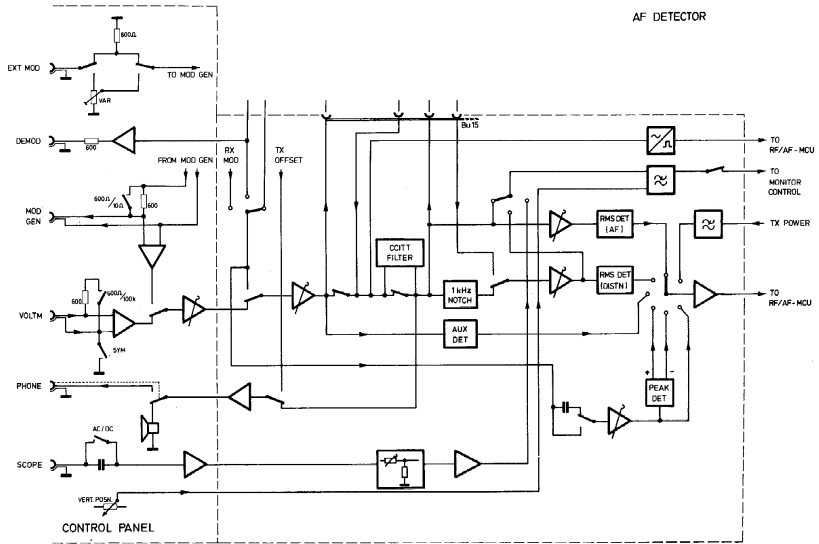 AF DETECTOR
600Ω
EXT MOD
TO MOD GEN
VAR
Bu15
DEMOD
600
RX
MOD
TX
OFFSET
TO
RF/AF-MCU
FROM MOD GEN
TO
MONITOR
CONTROL
600Ω
/10Ω
600
MOD
GEN
CCITT
FILTER
RMS DET
(AF)
TX POWER
600
600Ω
/100k
1 kHz
NOTCH
RMS DET
(DISTN)
VOLTM
TO
RF/AF-MCU
SYM
AUX
DET
PHONE
+
-
PEAK
DET
AC/DC
SCOPE
VERT. POSN.
CONTROL PANEL